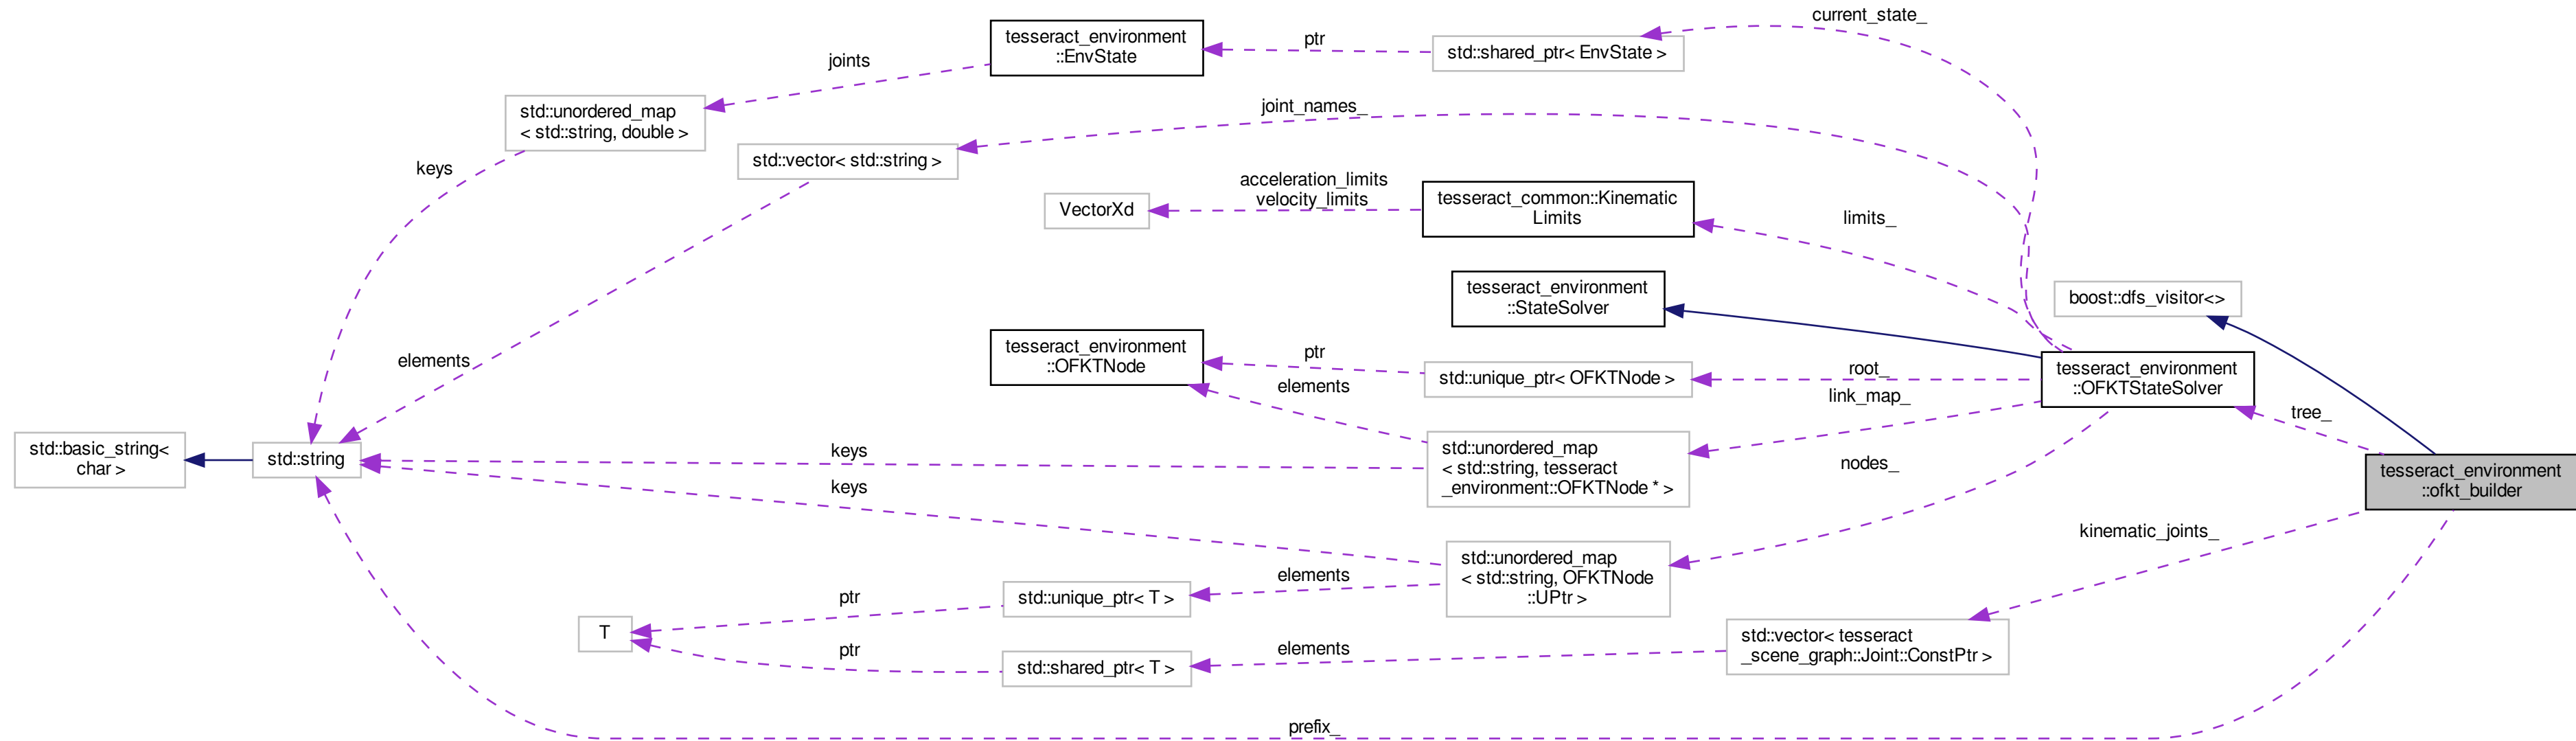 current_state_
tesseract_environment
::EnvState
ptr
std::shared_ptr< EnvState >
joints
std::unordered_map
< std::string, double >
joint_names_
keys
std::vector< std::string >
acceleration_limits
velocity_limits
VectorXd
tesseract_common::Kinematic
Limits
limits_
tesseract_environment
::StateSolver
boost::dfs_visitor<>
tesseract_environment
::OFKTNode
ptr
elements
std::unique_ptr< OFKTNode >
root_
link_map_
tesseract_environment
::OFKTStateSolver
tree_
elements
std::basic_string<
char >
std::string
keys
keys
std::unordered_map
< std::string, tesseract
_environment::OFKTNode * >
nodes_
tesseract_environment
::ofkt_builder
kinematic_joints_
std::unordered_map
< std::string, OFKTNode
::UPtr >
elements
std::unique_ptr< T >
ptr
T
ptr
std::shared_ptr< T >
elements
std::vector< tesseract
_scene_graph::Joint::ConstPtr >
prefix_